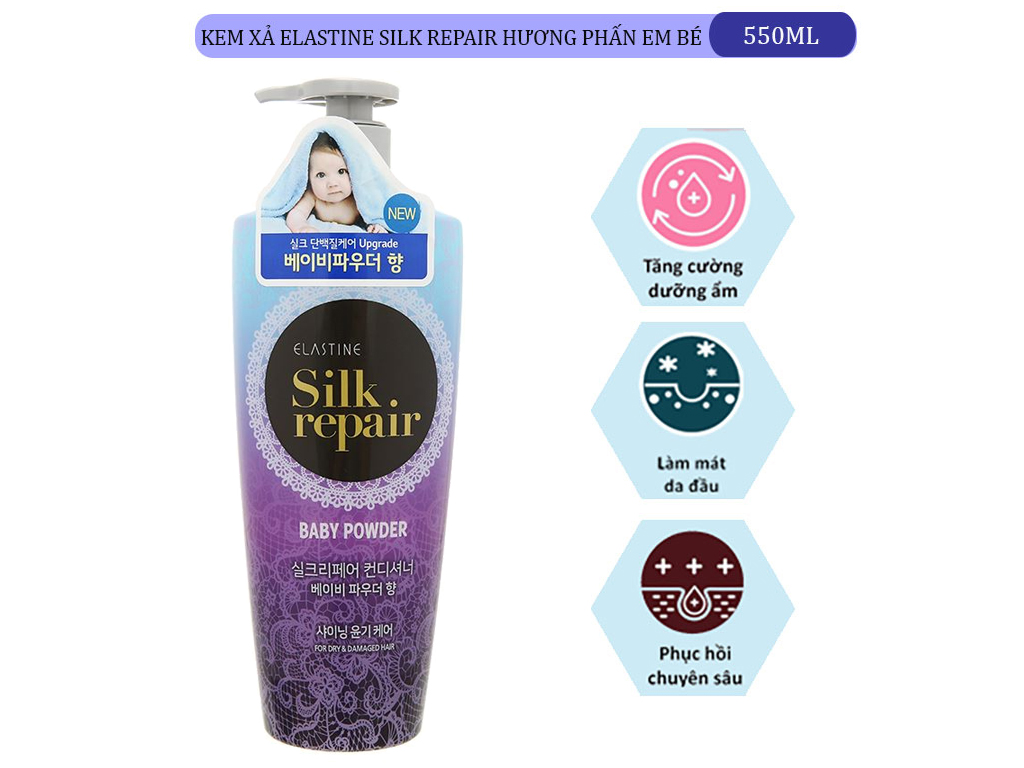 KEM XẢ ELASTINE SILK REPAIR HƯƠNG PHẤN EM BÉ 550ML
NEW
실크 단백질케어 Upgrade
베이비파우더 향
ELASTINE
Silk
repair
BABY POWDER
실크리페어 컨디셔너
베이비 파우더 향
샤이닝 윤기 케어
FOR DRY & DAMAGED HAIR
Tăng cường
dưỡng ẩm
Làm mát
da đầu
Phục hồi
chuyên sâu